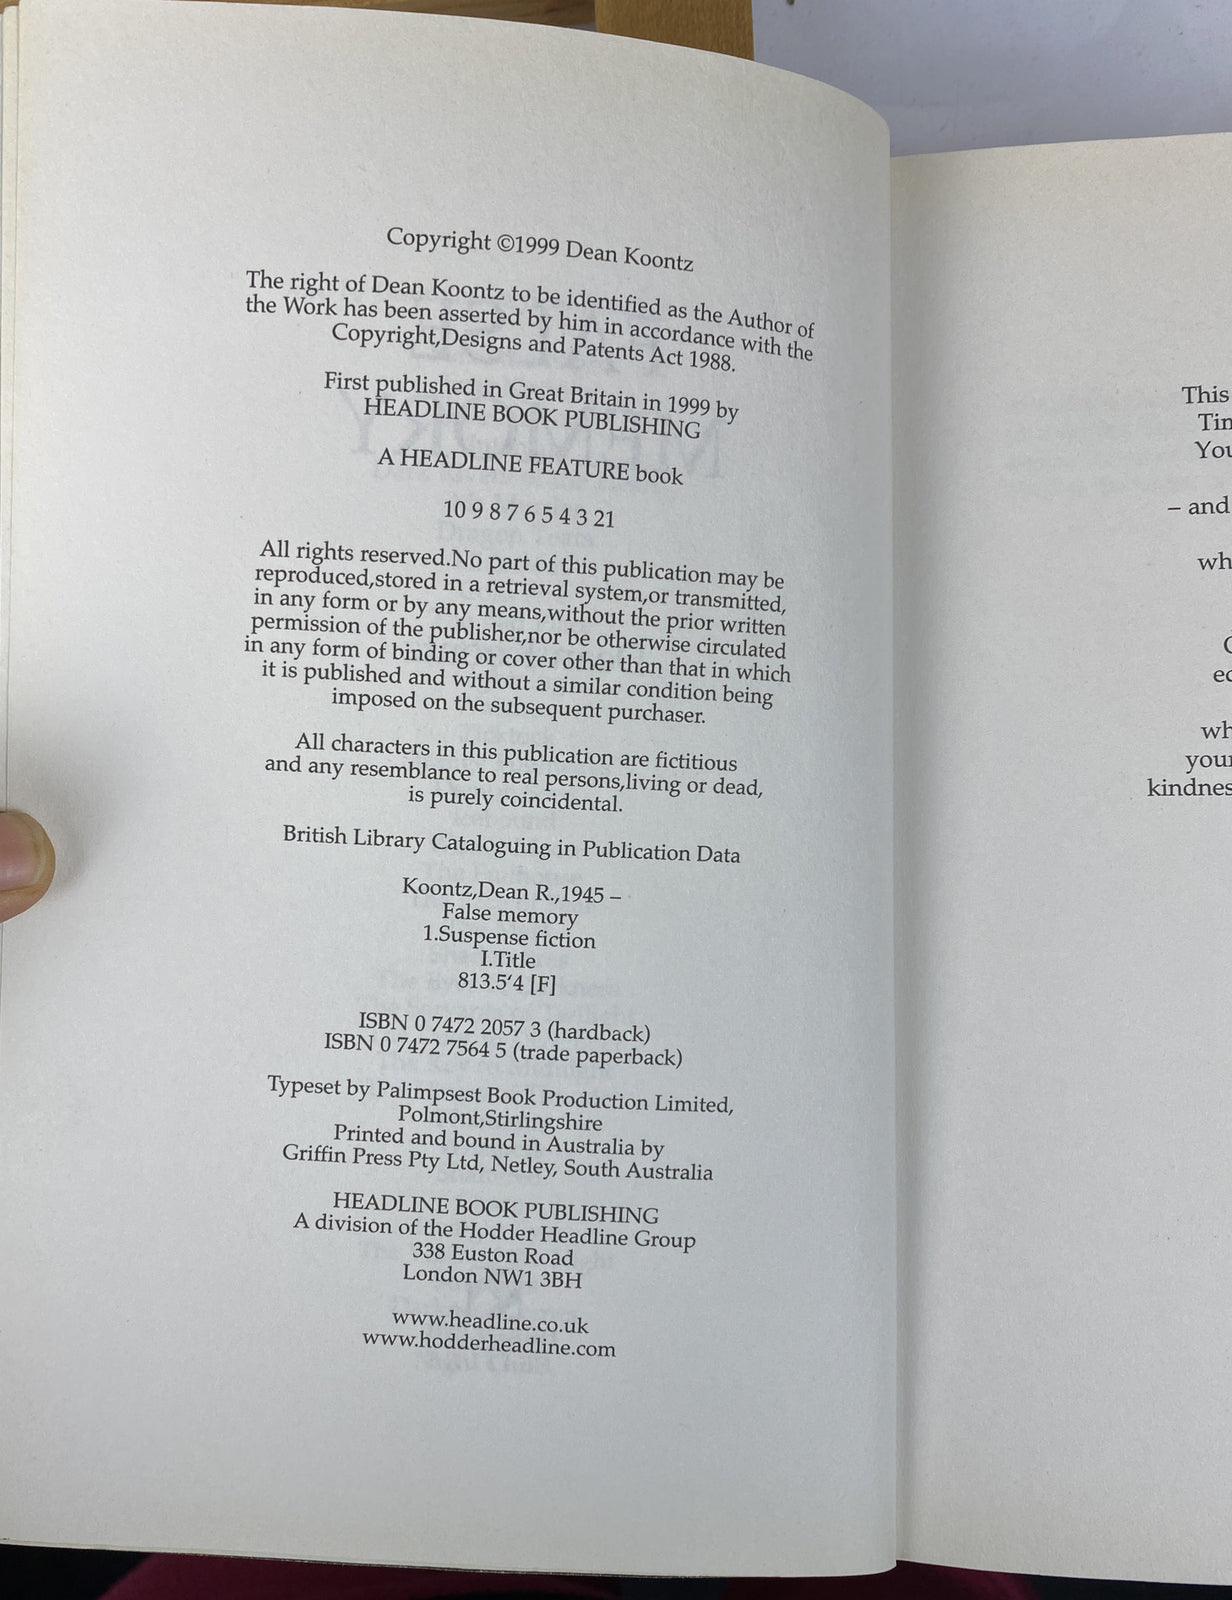 Copyright ©1999 Dean Koontz
The right of Dean Koontz to be identified as the Author of
the Work has been asserted by him in accordance with the
Copyright,Designs and Patents Act 1988.
First published in Great Britain in 1999 by
HEADLINE BOOK PUBLISHING
A HEADLINE FEATURE book
10 9 8 7 6 5 4 3 21
All rights reserved.No part of this publication may be
reproduced,stored in a retrieval system,or transmitted,
in any form or by any means,without the prior written
permission of the publisher,nor be otherwise circulated
in any form of binding or cover other than that in which
it is published and without a similar condition being
imposed on the subsequent purchaser.
All characters in this publication are fictitious
and any resemblance to real persons,living or dead,
is purely coincidental.
British Library Cataloguing in Publication Data
Koontz,Dean R.,1945 –
False memory
1.Suspense fiction
I.Title
813.5‘4 [F]
ISBN 0 7472 2057 3 (hardback)
ISBN 0 7472 7564 5 (trade paperback)
Typeset by Palimpsest Book Production Limited,
Polmont,Stirlingshire
Printed and bound in Australia by
Griffin Press Pty Ltd, Netley, South Australia
HEADLINE BOOK PUBLISHING
A division of the Hodder Headline Group
338 Euston Road
London NW1 3BH
www.headline.co.uk
www.hodderheadline.com
This
Tin
You
– and
wh
ec
wh
your
kindnes